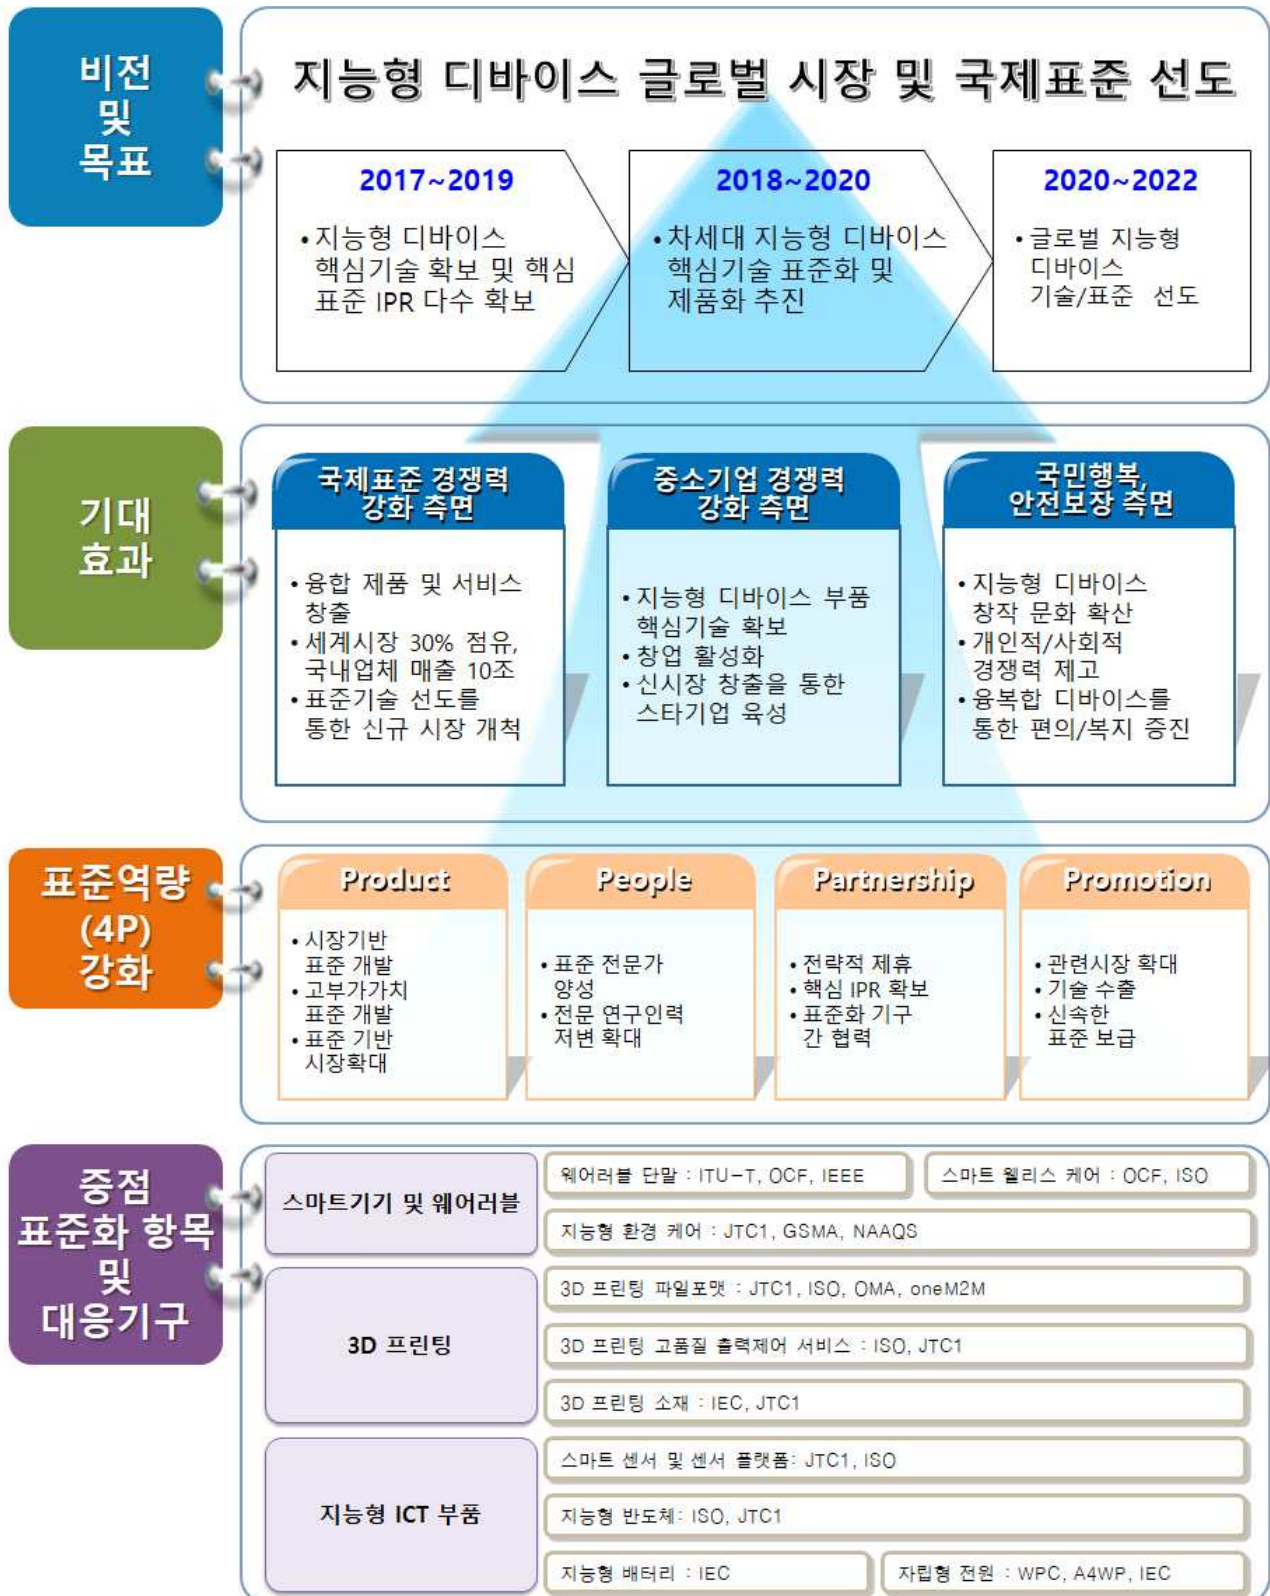 비전
및
목표
지능형 디바이스 글로벌 시장 및 국제표준 선도
2017~2019
• 지능형 디바이스
핵심기술 확보 및 핵심
표준 IPR 다수 확보
2018~2020
• 차세대 지능형 디바이스
핵심기술 표준화 및
제품화 추진
2020~2022
• 글로벌 지능형
디바이스
기술/표준 선도
기대
효과
국제표준 경쟁력
강화 측면
• 융합 제품 및 서비스
창출
• 세계시장 30% 점유,
국내업체 매출 10조
• 표준기술 선도를
통한 신규 시장 개척
중소기업 경쟁력
강화 측면
• 지능형 디바이스 부품
핵심기술 확보
• 창업 활성화
• 신시장 창출을 통한
스타기업 육성
국민행복,
안전보장 측면
• 지능형 디바이스
창작 문화 확산
• 개인적/사회적
경쟁력 제고
• 융복합 디바이스를
통한 편의/복지 증진
표준역량
(4P)
강화
Product
• 시장기반
표준 개발
• 고부가가치
표준 개발
• 표준 기반
시장확대
People
• 표준 전문가
양성
• 전문 연구인력
저변 확대
Partnership
• 전략적 제휴
• 핵심 IPR 확보
• 표준화 기구
간 협력
Promotion
• 관련시장 확대
• 기술 수출
• 신속한
표준 보급
중점
표준화 항목
및
대응기구
스마트기기 및 웨어러블
웨어러블 단말 : ITU-T, OCF, IEEE
스마트 웰리스 케어 : OCF, ISO
지능형 환경 케어 : JTC1, GSMA, NAAQS
3D 프린팅
3D 프린팅 파일포맷 : JTC1, ISO, OMA, oneM2M
3D 프린팅 고품질 출력제어 서비스 : ISO, JTC1
3D 프린팅 소재 : IEC, JTC1
지능형 ICT 부품
스마트 센서 및 센서 플랫폼: JTC1, ISO
지능형 반도체: ISO, JTC1
지능형 배터리 : IEC
자립형 전원 : WPC, A4WP, IEC